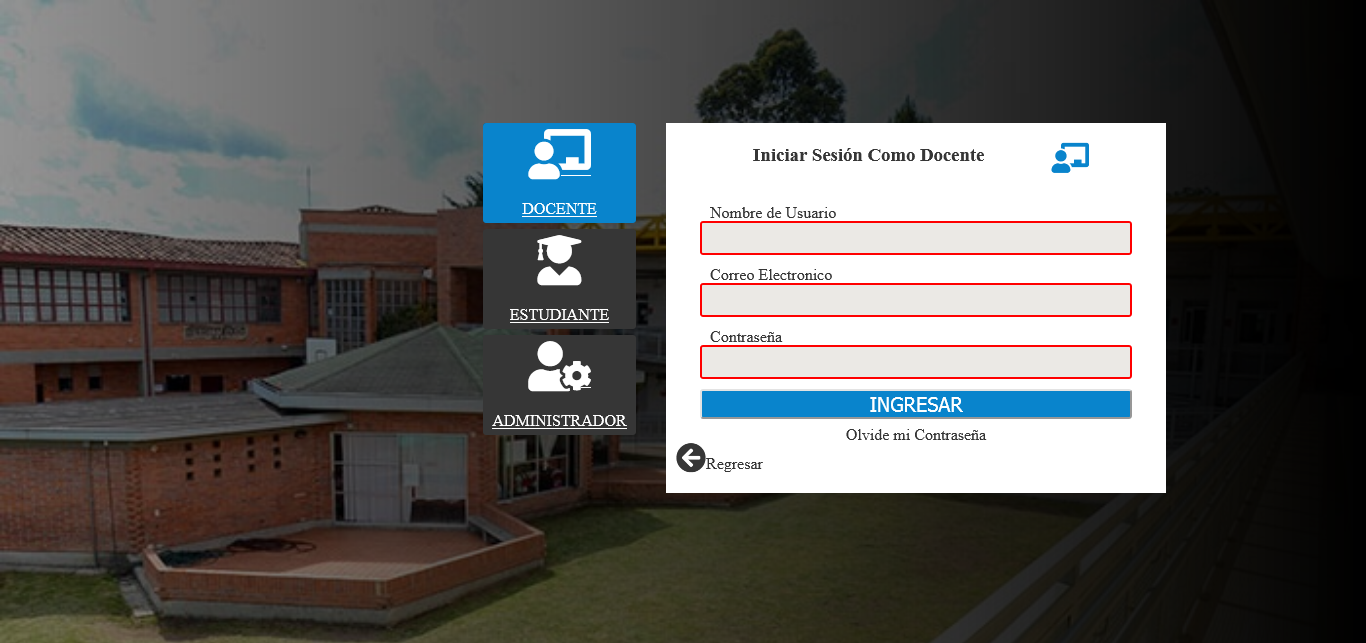 DOCENTE
ESTUDIANTE
ADMINISTRADOR
Iniciar Sesión Como Docente
Nombre de Usuario
Correo Electronico
Contraseña
INGRESAR
Olvide mi Contraseña
Regresar